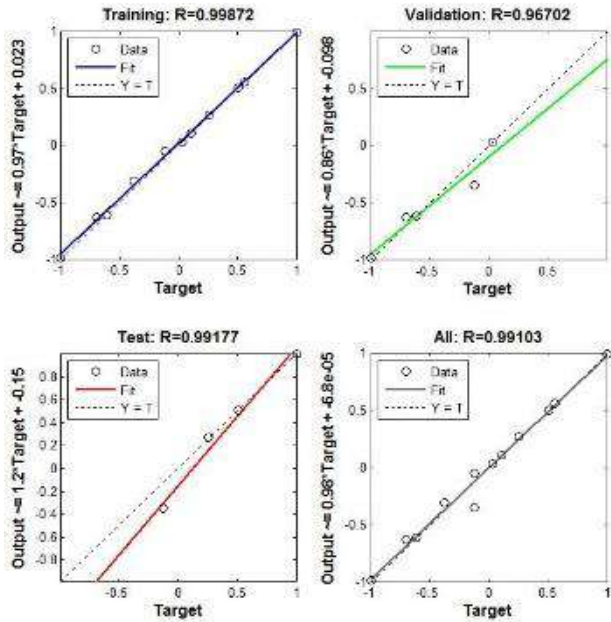 Training: R=0.99872
Output ~= 0.97*Target + 0.023
1
0.5
0
-0.5
-1
Data
Fit
Y = T
-1
-0.5
0
0.5
1
Target
Validation: R=0.96702
Output ~= 0.86*Target + -0.098
1
0.5
0
-0.5
-1
Data
Fit
Y = T
-1
-0.5
0
0.5
1
Target
Test: R=0.99177
Output ~= 1.2*Target + -0.15
0.8
0.6
0.4
0.2
0
-0.2
-0.4
-0.6
-0.8
Data
Fit
Y = T
-0.5
0
0.5
1
Target
All: R=0.99103
Output ~= 0.98*Target + -6.8e-05
1
0.5
0
-0.5
-1
Data
Fit
Y = T
-1
-0.5
0
0.5
1
Target